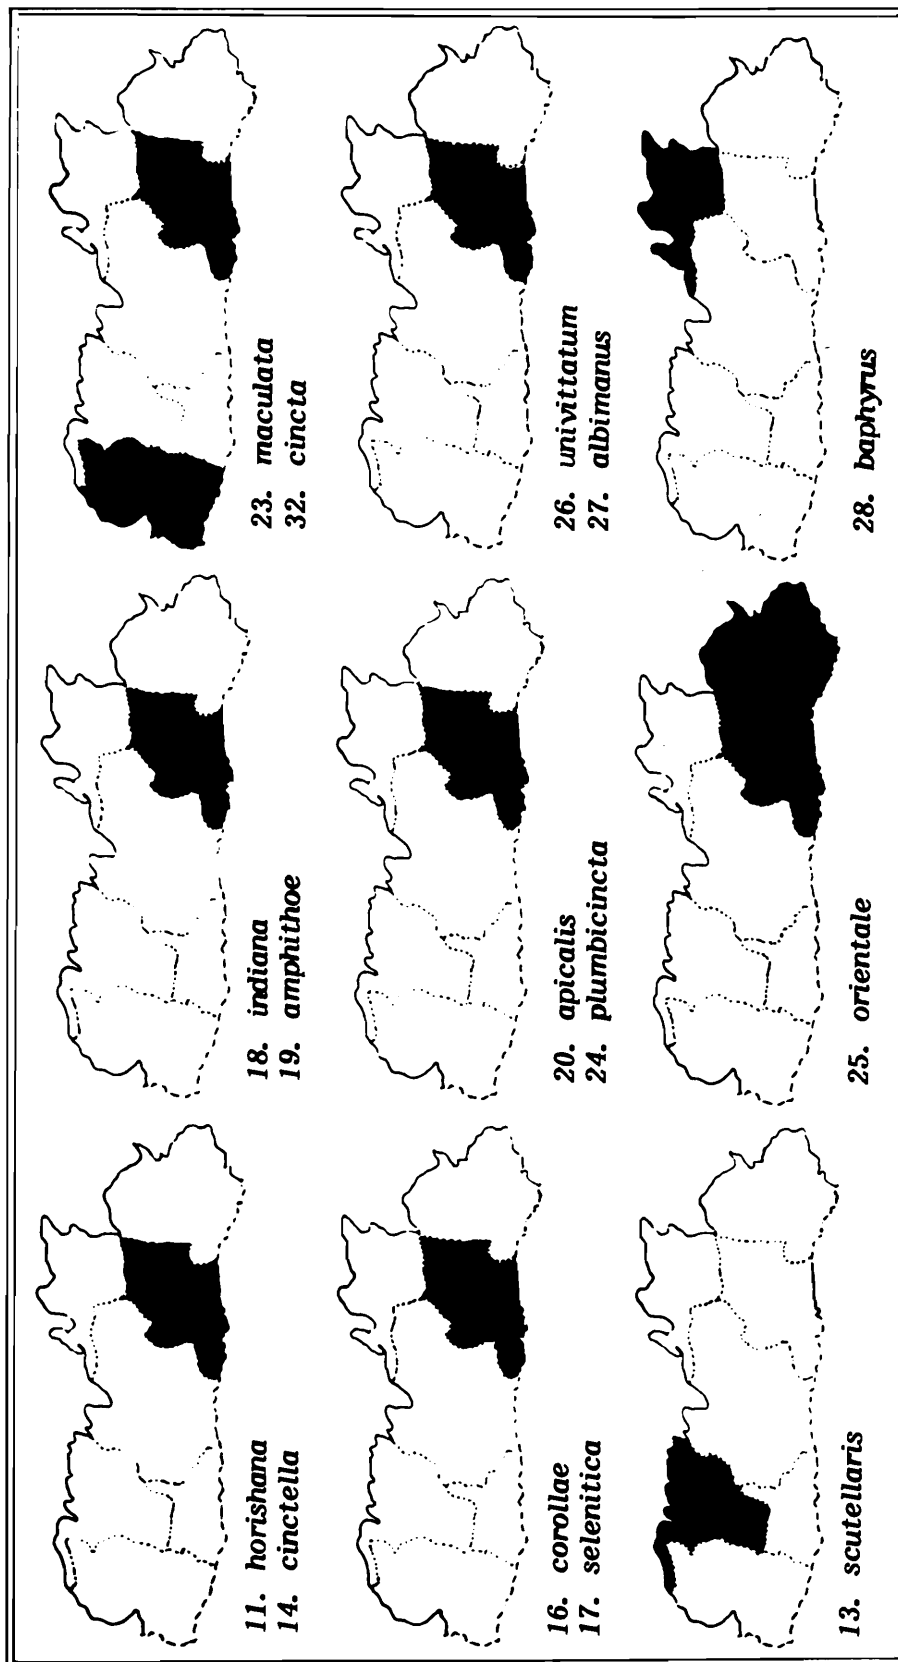 11. horishana
14. cinctella
18. indiana
19. amphithoe
23. maculata
32. cincta
16. corollae
17. selenitica
20. apicalis
24. plumbicincta
26. univittatum
27. albimanus
13. scutellaris
25. orientale
28. baphyrus